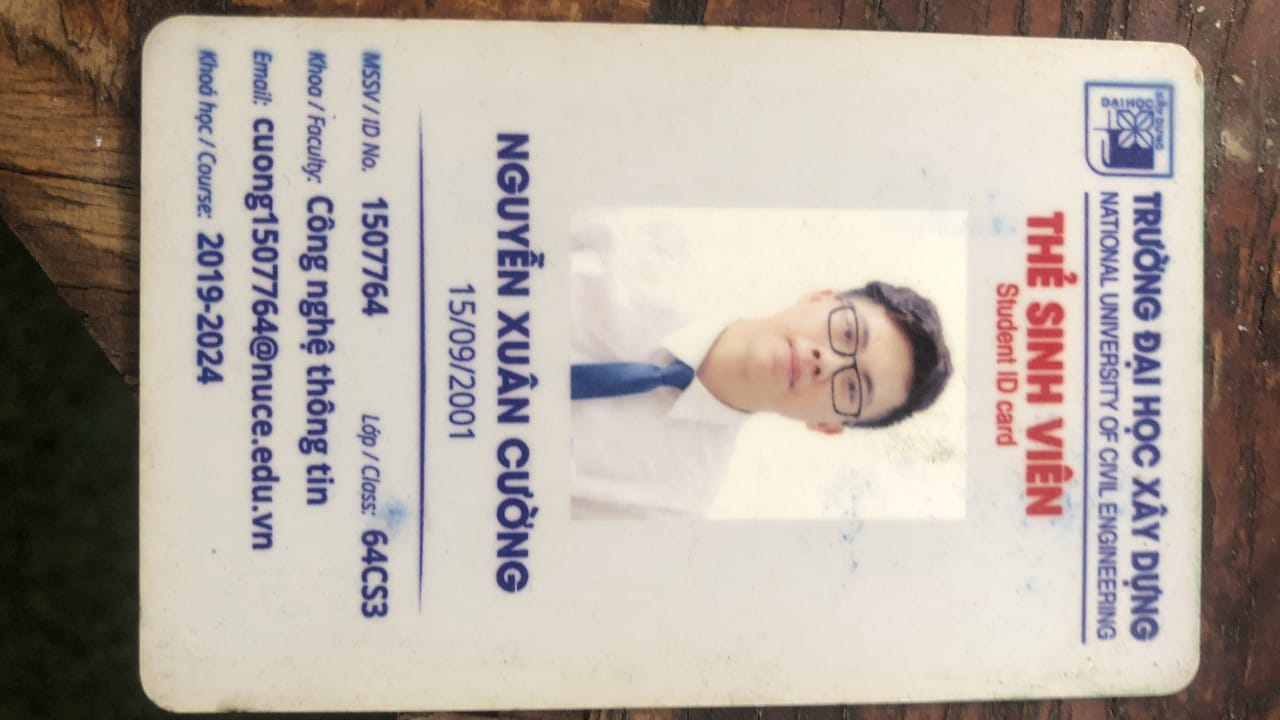 ĐẠI HỌC
XÂY DỰNG
TRƯỜNG ĐẠI HỌC XÂY DỰNG
NATIONAL UNIVERSITY OF CIVIL ENGINEERING
THẺ SINH VIÊN
Student ID card
NGUYỄN XUÂN CƯỜNG
15/09/2001
MSSV / ID No. 1507764 Lớp / Class: 64CS3
Khoa / Faculty: Công nghệ thông tin
Email: cuong1507764@nuce.edu.vn
Khoá học / Course: 2019-2024